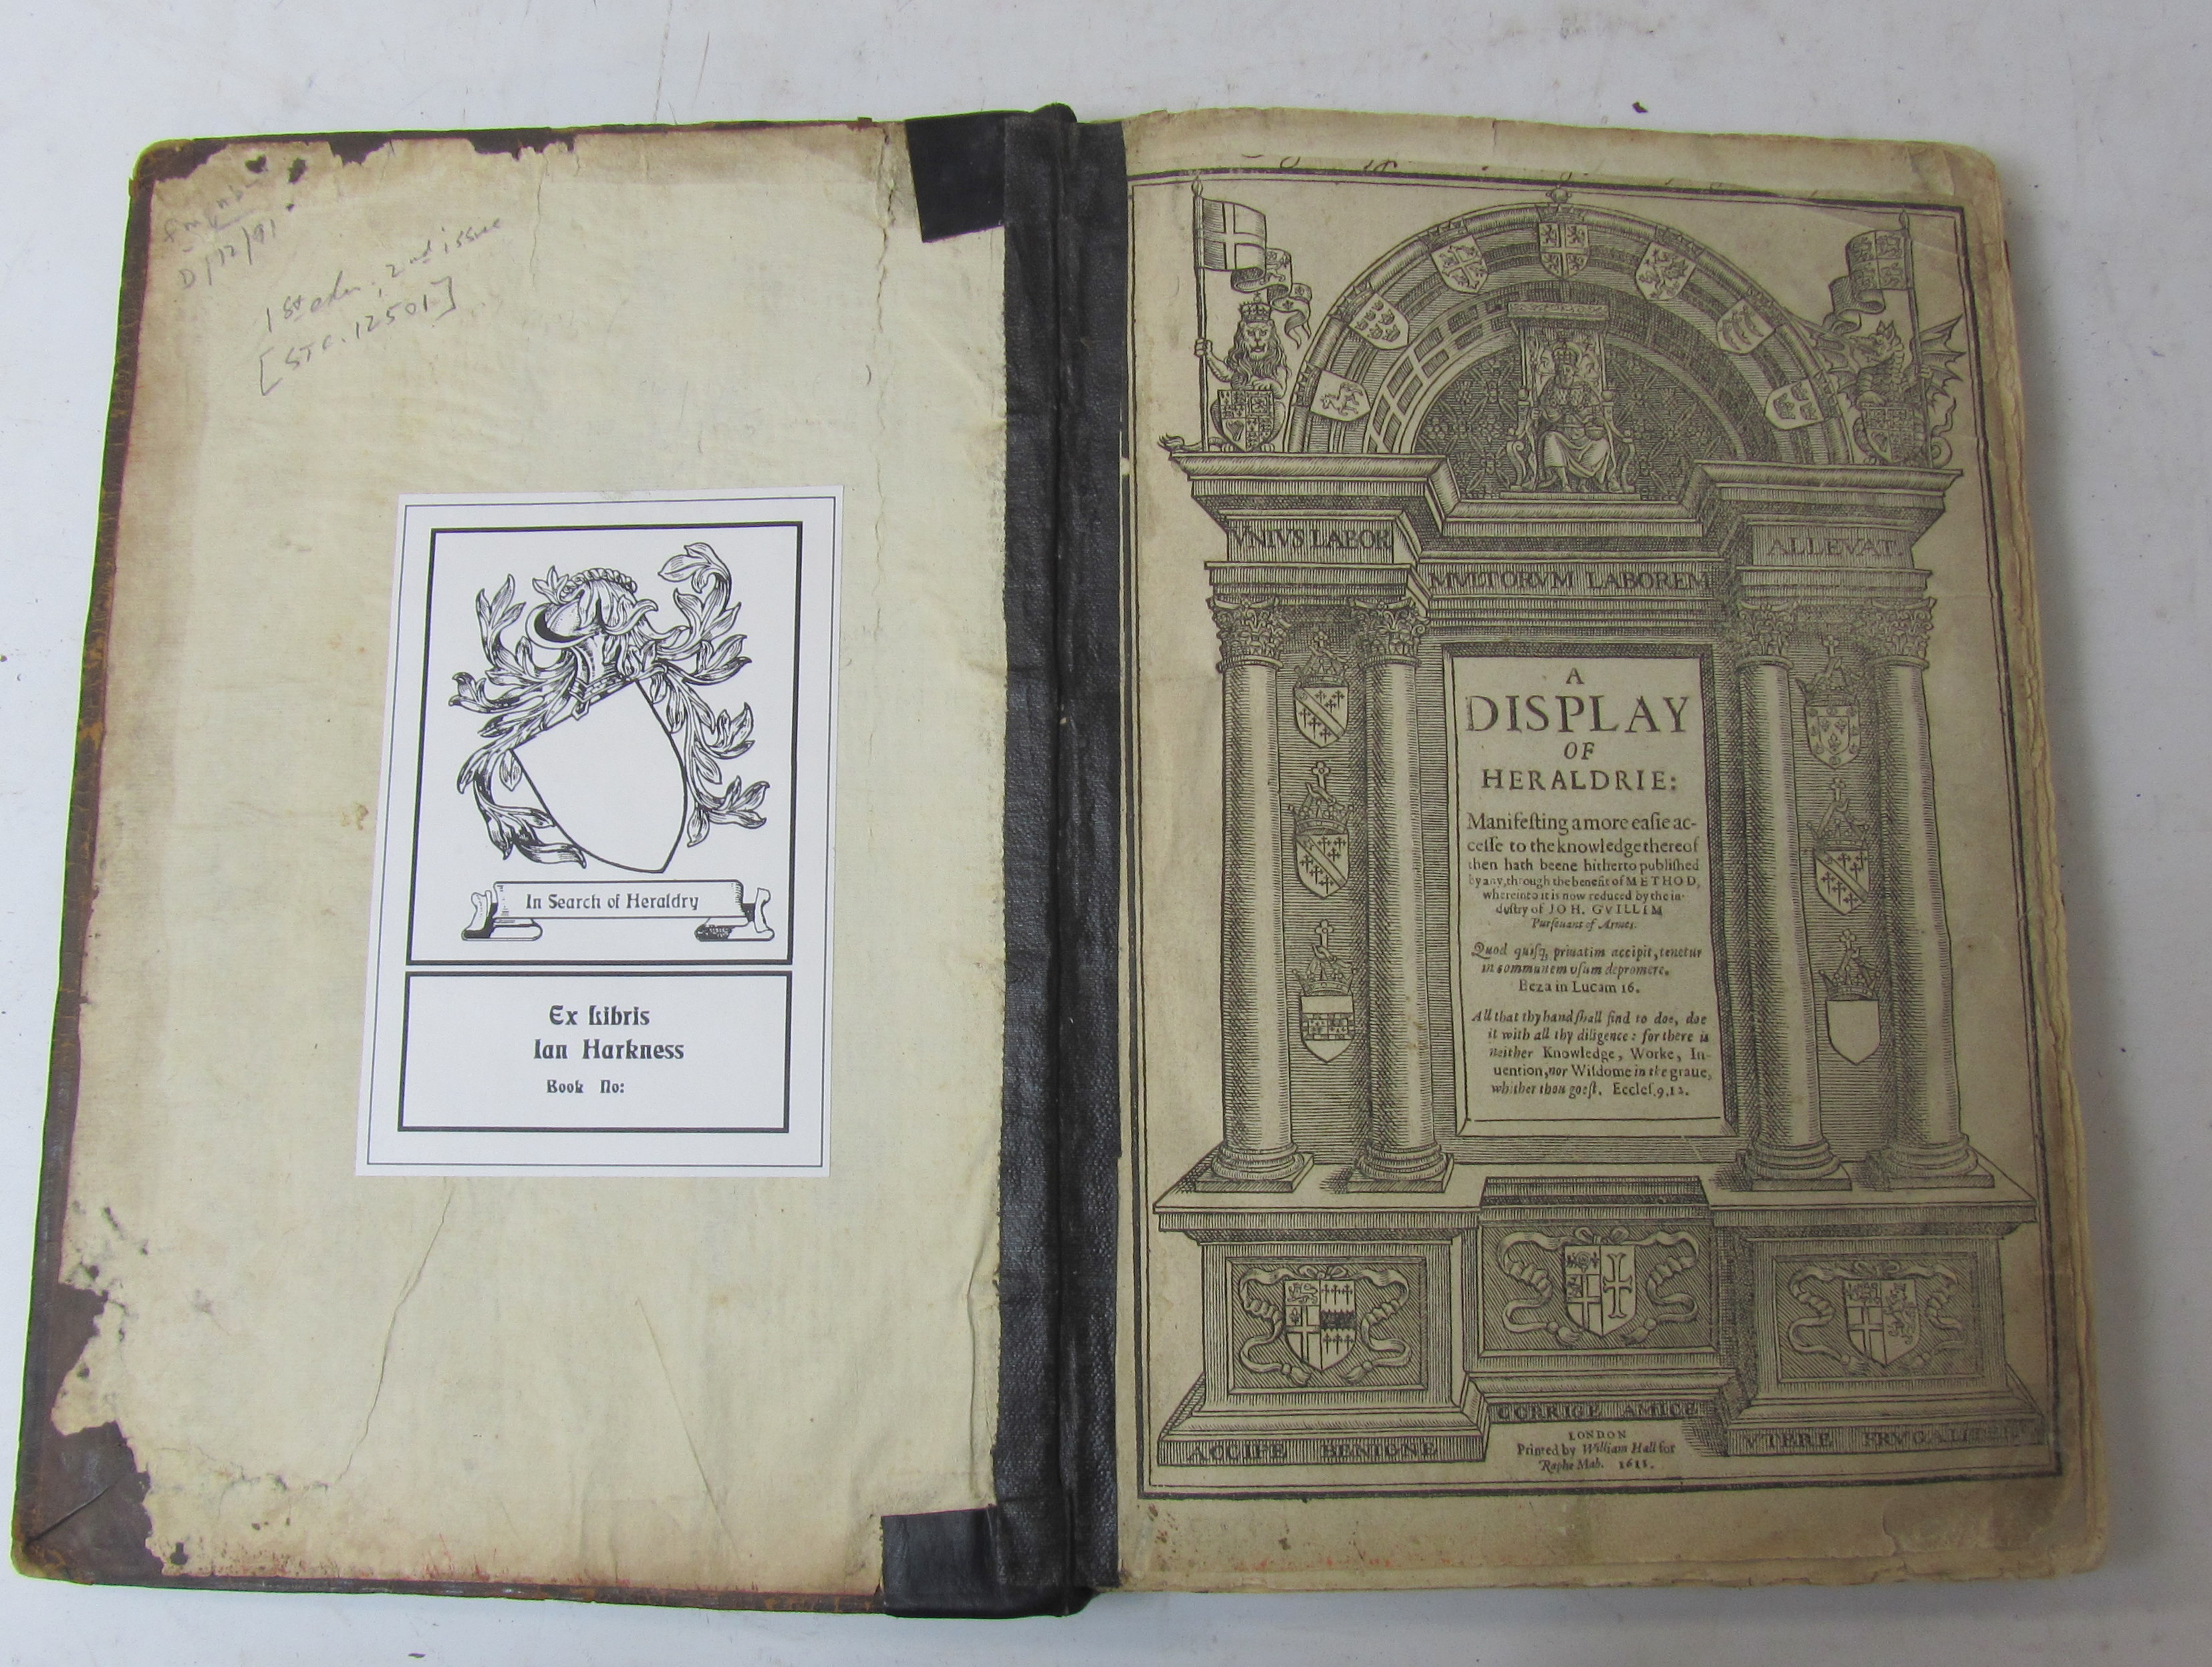 D/12/91
1st edn; 2nd issue
[STC. 12501]
In Search of Heraldry
Ex Libris
Ian Harkness
Book No:
VNIVS LABOR
ALLEVAT.
MVLTORVM LABOREM
A
DISPLAY
OF
HERALDRIE:
Manifeſting a more eaſie ac-
ceſſe to the knowledge thereof
then hath beene hitherto publiſhed
by any, through the benefit of METHOD,
whereinto it is now reduced by the in-
duſtry of JOH. GVILLIM
Purſeuant of Armes.
Quod quiſq, priuatim accipit, tenetur
in communem vſum depromere.
Beza in Lucam 16.
All that thy hand ſhall find to doe, doe
it with all thy diligence: for there is
neither Knowledge, Worke, In-
uention, nor Wiſdome in the graue,
whither thou goeſt. Eccleſ. 9.12.
CORRIGE AMICE
ACCIPE BENIGNE
VTERE FRVGALITER
LONDON
Printed by William Hall for
Raphe Mab. 1611.